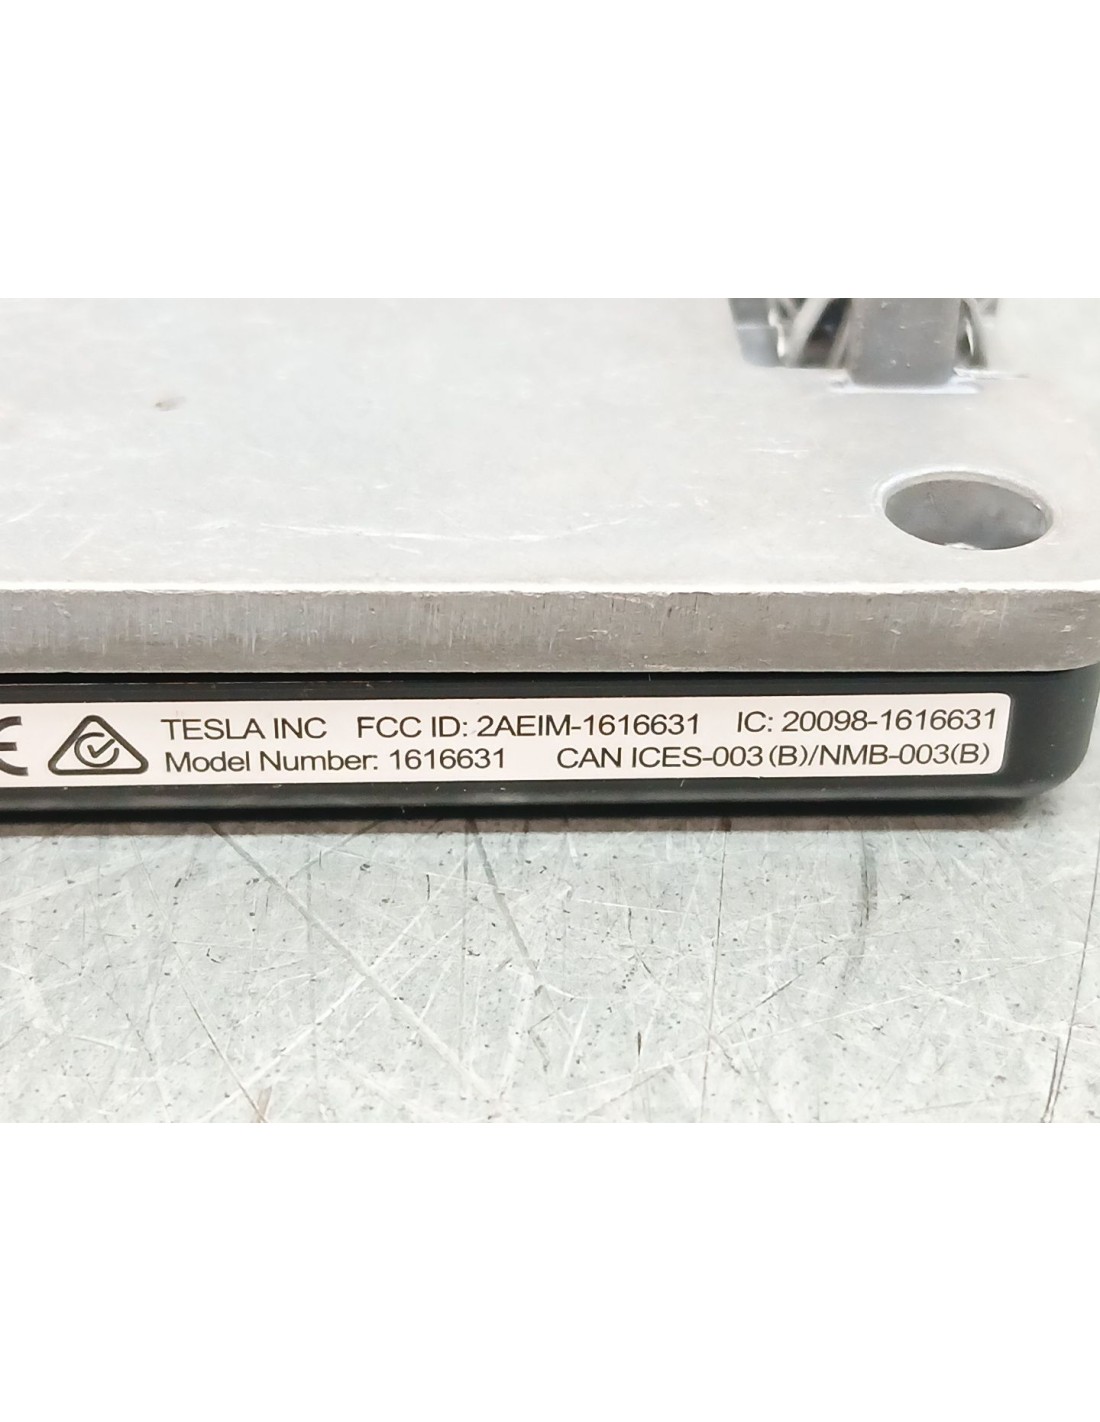 TESLA INC FCC ID: 2AEIM-1616631 IC: 20098-1616631
Model Number: 1616631 CAN ICES-003 (B)/NMB-003(B)